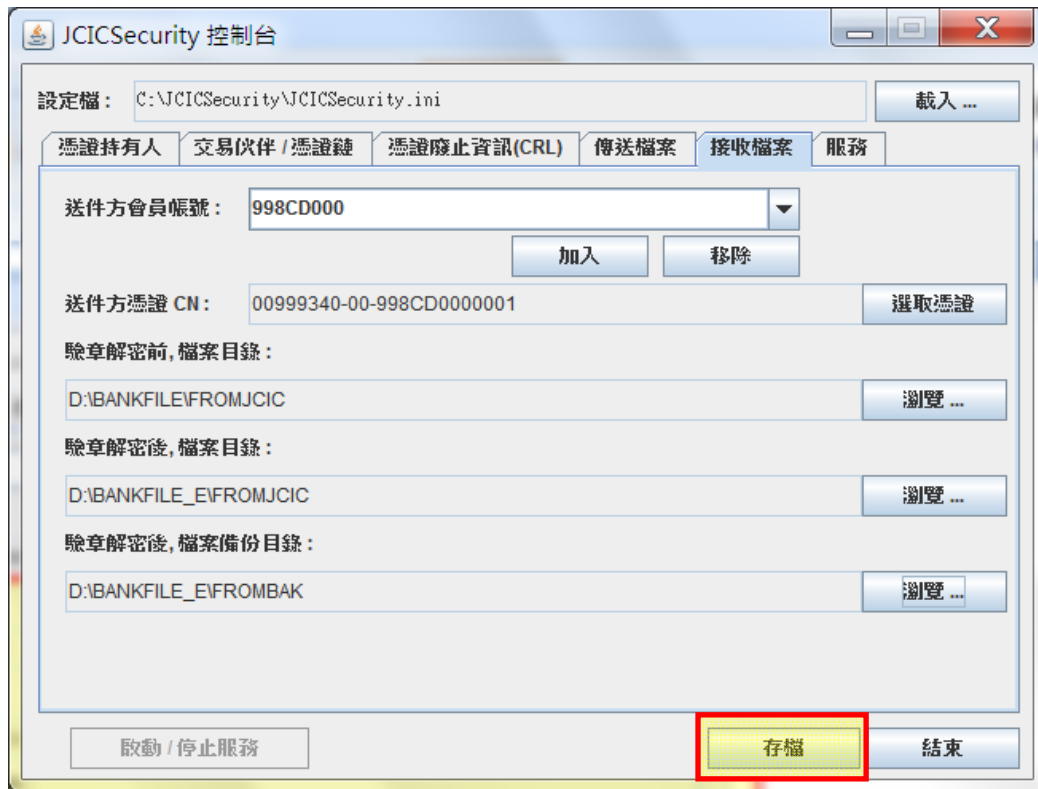 JCICSecurity 控制台
設定檔： C:\JCICSecurity\JCICSecurity.ini 載入 ...
憑證持有人 交易伙伴 / 憑證鏈 憑證廢止資訊(CRL) 傳送檔案 接收檔案 服務
送件方會員帳號： 998CD000
加入 移除
送件方憑證 CN： 00999340-00-998CD0000001 選取憑證
驗章解密前, 檔案目錄：
D:\BANKFILE\FROMJCIC 瀏覽 ...
驗章解密後, 檔案目錄：
D:\BANKFILE_E\FROMJCIC 瀏覽 ...
驗章解密後, 檔案備份目錄：
D:\BANKFILE_E\FROMBAK 瀏覽 ...
啟動 / 停止服務 存檔 結束